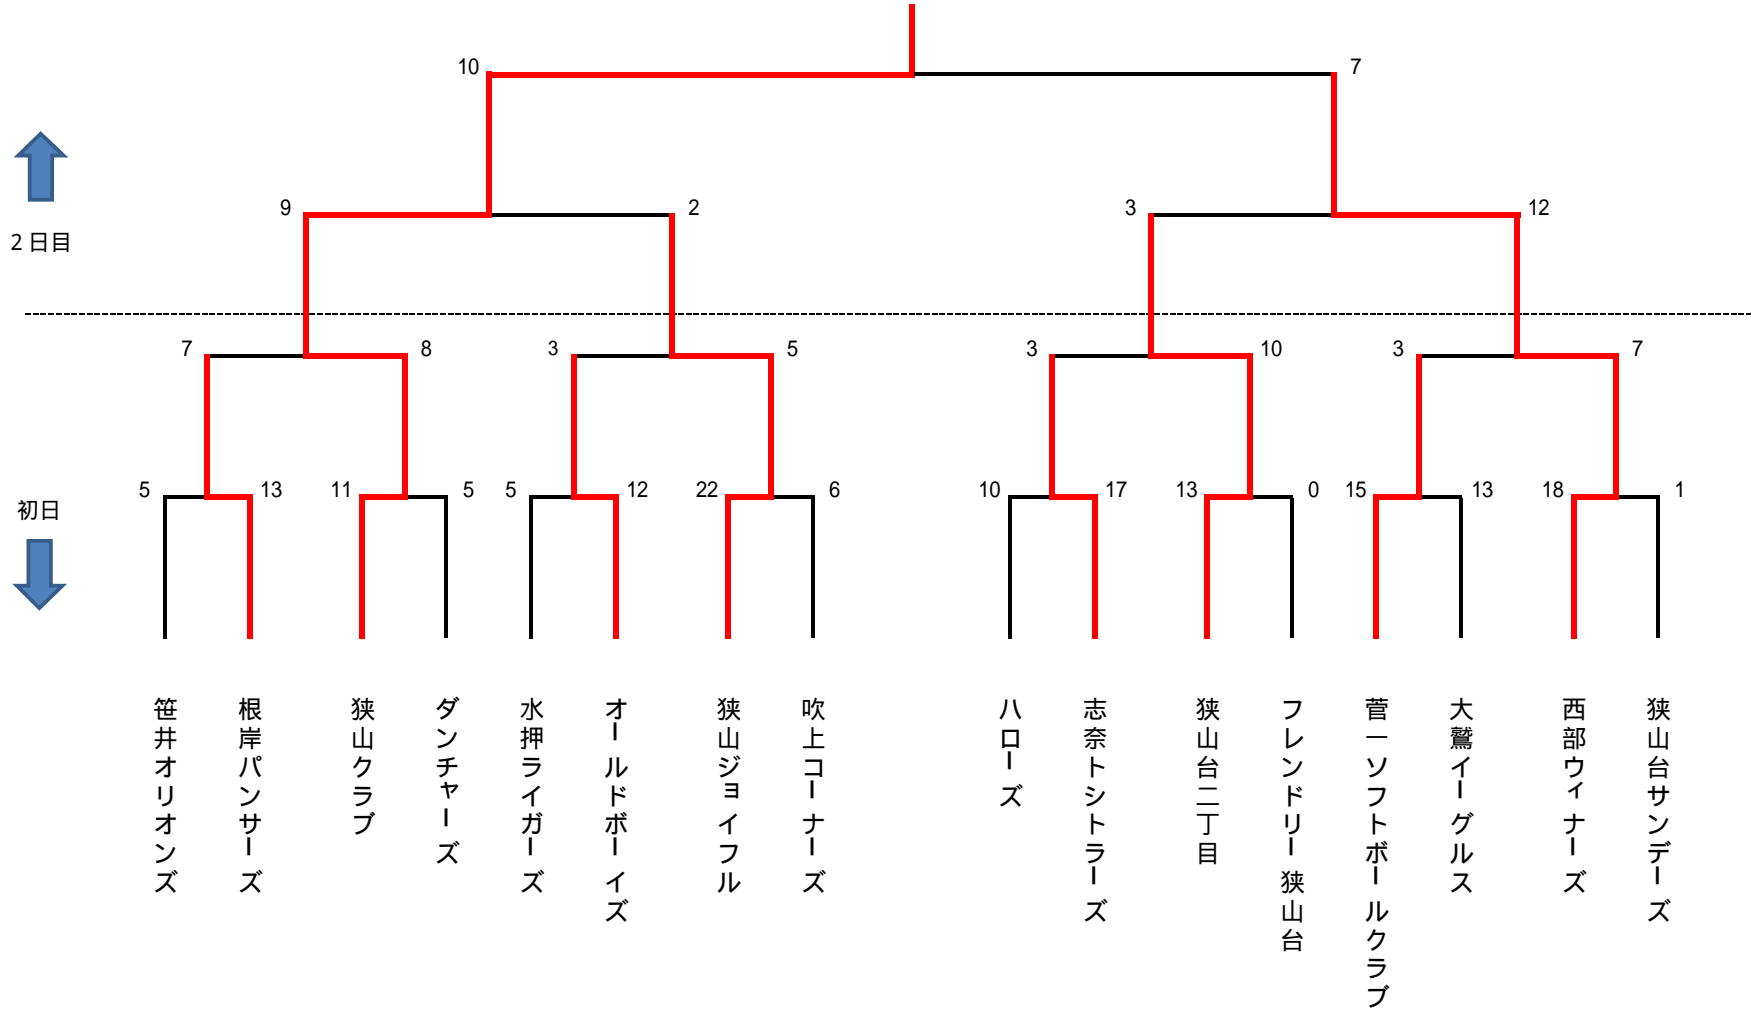 10
7
9
2
3
12
2日目
7
8
3
5
3
10
3
7
5
13
11
5
5
12
22
6
10
17
13
0
15
13
18
1
初日
笹井オリオンズ
根岸パンサーズ
狭山クラブ
ダンチャーズ
水押ライガーズ
オールドボーイズ
狭山ジョイフル
吹上コーナーズ
ハローズ
志奈トシトラーズ
狭山台二丁目
フレンドリー狭山台
菅一ソフトボールクラブ
大鷲イーグルス
西部ウィナーズ
狭山台サンデーズ